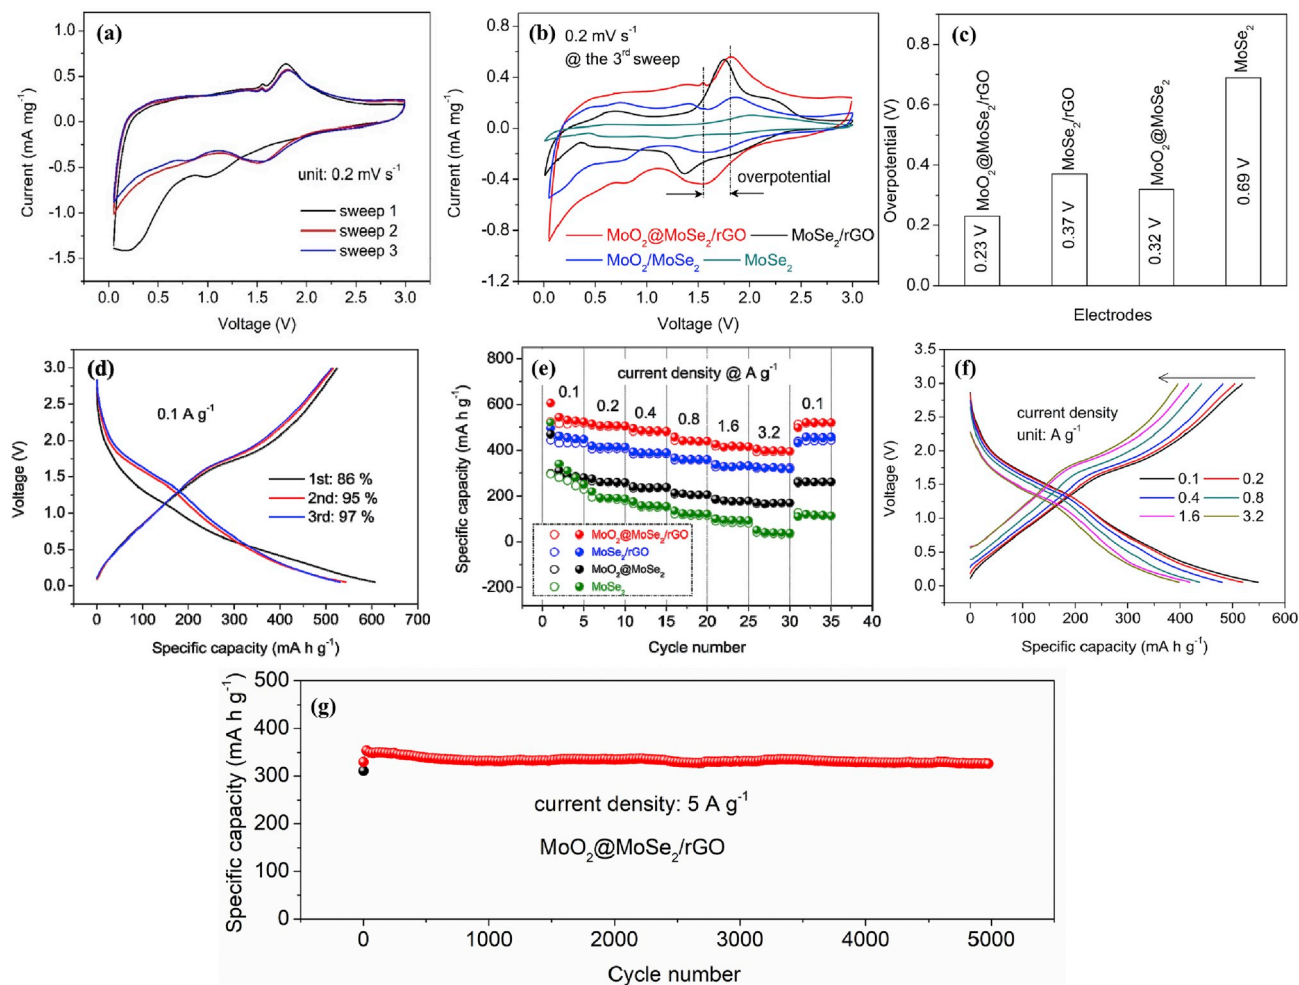 (a)
1.0
0.5
0.0
-0.5
-1.0
-1.5
Current (mA mg⁻¹)
unit: 0.2 mV s⁻¹
sweep 1
sweep 2
sweep 3
0.0 0.5 1.0 1.5 2.0 2.5 3.0
Voltage (V)
(b)
0.2 mV s⁻¹
@ the 3ʳᵈ sweep
0.8
0.4
0.0
-0.4
-0.8
-1.2
Current (mA mg⁻¹)
overpotential
MoO₂@MoSe₂/rGO MoSe₂/rGO
MoO₂/MoSe₂ MoSe₂
0.0 0.5 1.0 1.5 2.0 2.5 3.0
Voltage (V)
(c)
0.8
0.6
0.4
0.2
0.0
Overpotential (V)
MoO₂@MoSe₂/rGO
MoSe₂/rGO
MoO₂@MoSe₂
MoSe₂
0.23 V
0.37 V
0.32 V
0.69 V
Electrodes
(d)
3.0
2.5
2.0
1.5
1.0
0.5
0.0
Voltage (V)
0.1 A g⁻¹
1st: 86 %
2nd: 95 %
3rd: 97 %
0 100 200 300 400 500 600 700
Specific capacity (mA h g⁻¹)
(e)
800
600
400
200
0
-200
Specific capacity (mA h g⁻¹)
current density @ A g⁻¹
0.1 0.2 0.4 0.8 1.6 3.2 0.1
MoO₂@MoSe₂/rGO
MoSe₂/rGO
MoO₂@MoSe₂
MoSe₂
0 5 10 15 20 25 30 35 40
Cycle number
(f)
3.5
3.0
2.5
2.0
1.5
1.0
0.5
0.0
Voltage (V)
current density
unit: A g⁻¹
0.1 0.2
0.4 0.8
1.6 3.2
0 100 200 300 400 500 600
Specific capacity (mA h g⁻¹)
(g)
500
400
300
200
100
0
Specific capacity (mA h g⁻¹)
current density: 5 A g⁻¹
MoO₂@MoSe₂/rGO
0 1000 2000 3000 4000 5000
Cycle number